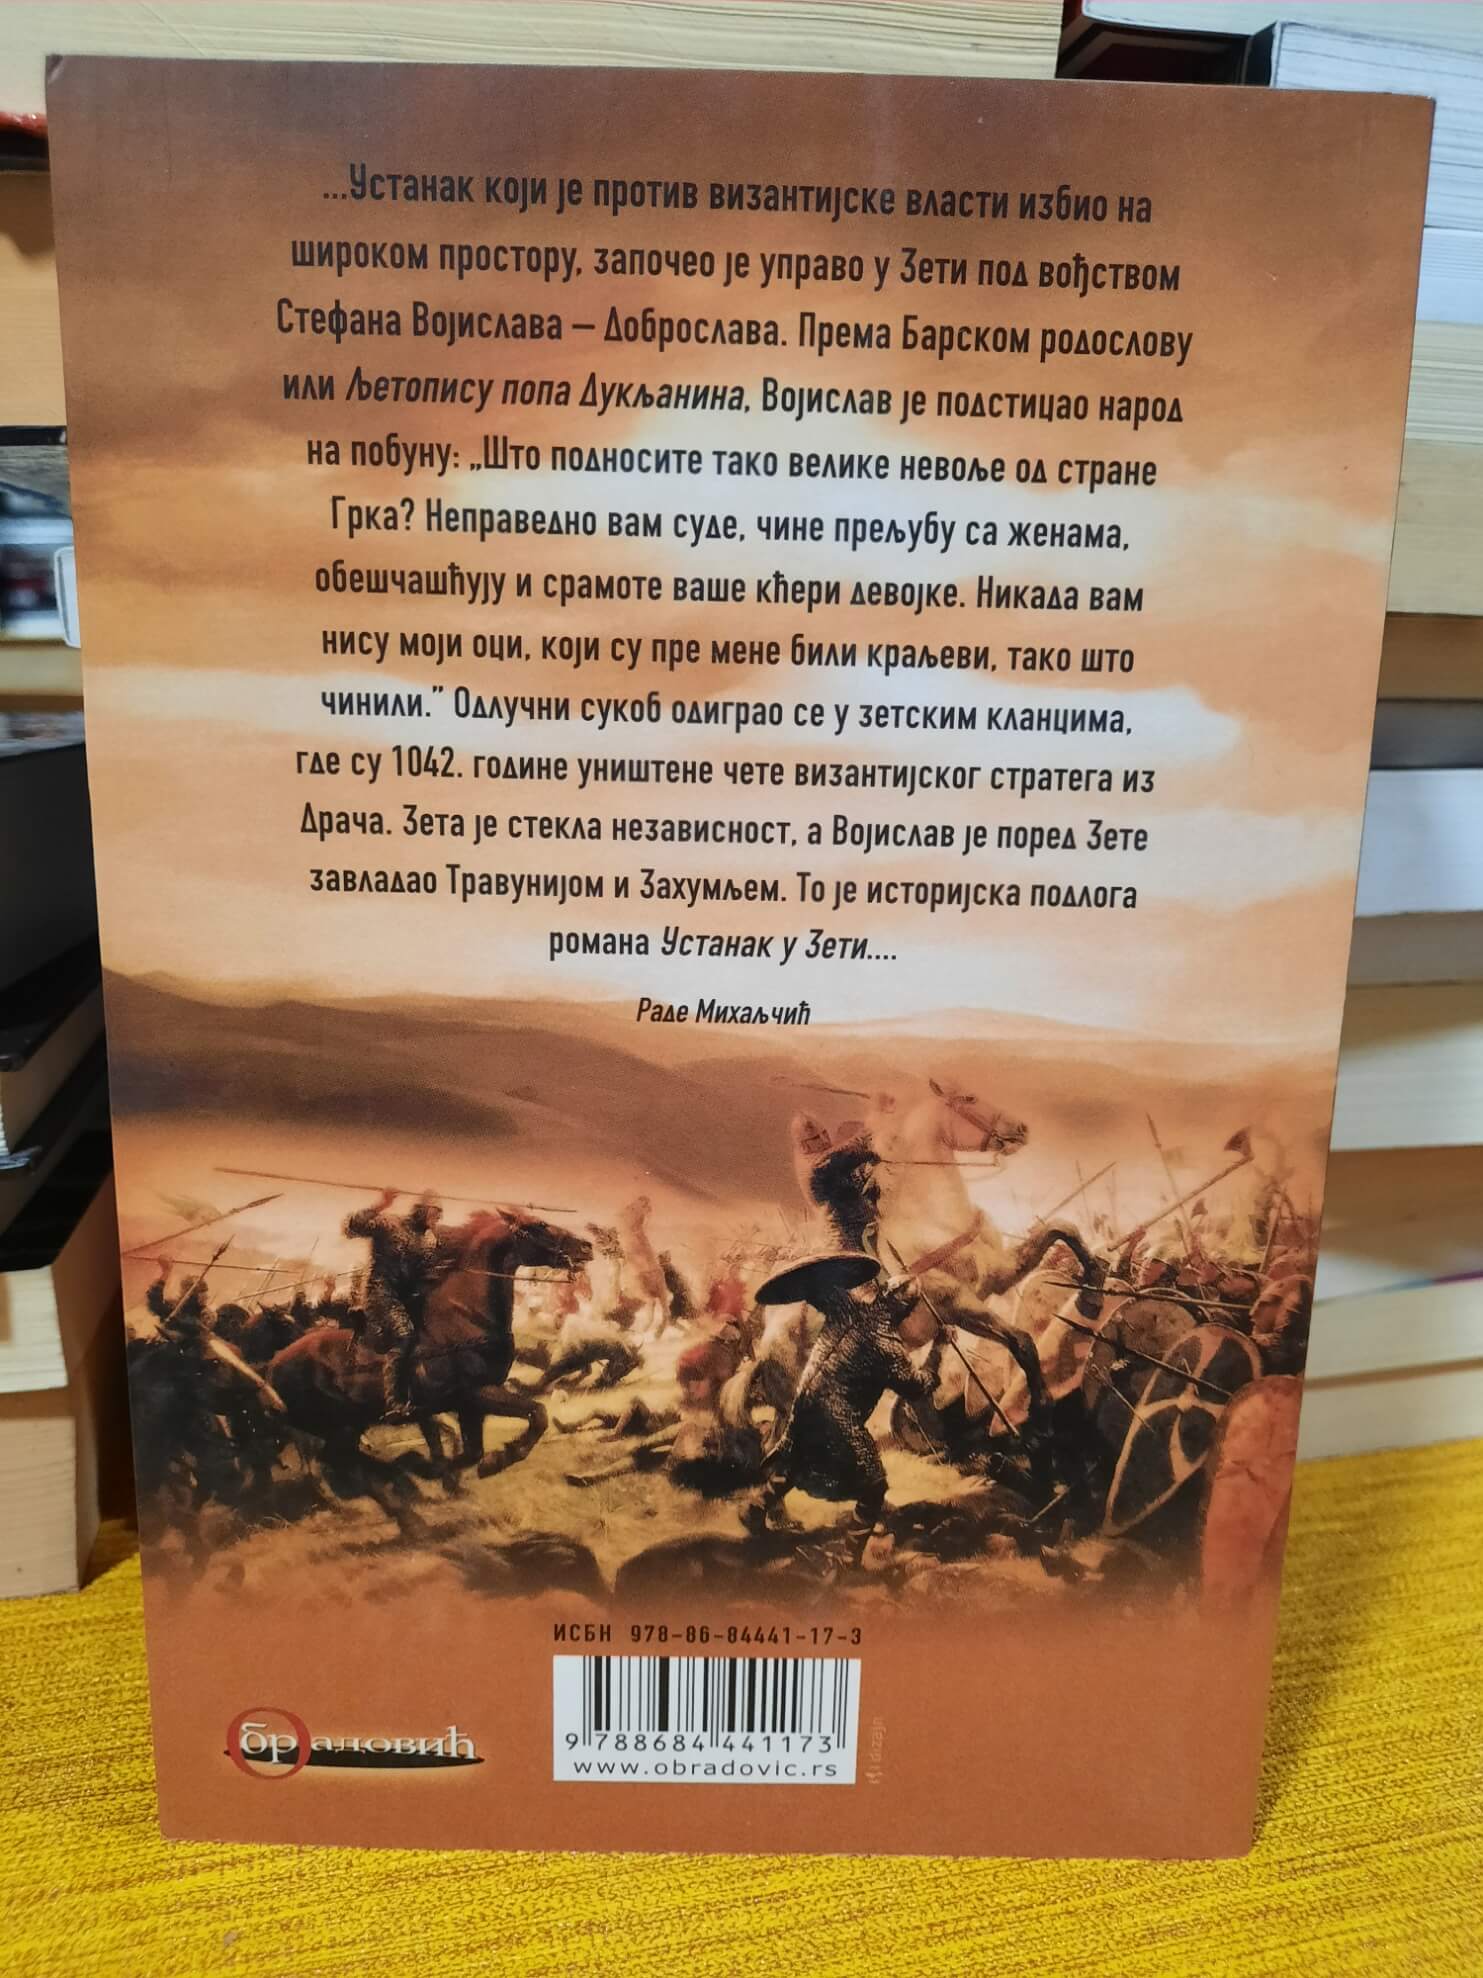 ...Устанак који је против византијске власти избио на
широком простору, започео је управо у Зети под вођством
Стефана Војислава – Доброслава. Према Барском родослову
или Љетопису попа Дукљанина, Војислав је подстицао народ
на побуну: „Што подносите тако велике невоље од стране
Грка? Неправедно вам суде, чине прељубу са женама,
обешчашћују и срамоте ваше кћери девојке. Никада вам
нису моји оци, који су пре мене били краљеви, тако што
чинили.” Одлучни сукоб одиграо се у зетским кланцима,
где су 1042. године уништене чете византијског стратега из
Драча. Зета је стекла независност, а Војислав је поред Зете
завладао Травунијом и Захумљем. То је историјска подлога
романа Устанак у Зети....
Раде Михаљчић
ИСБН 978-86-84441-17-3
9 788684 441173
www.obradovic.rs
Обрадовић
dizajn